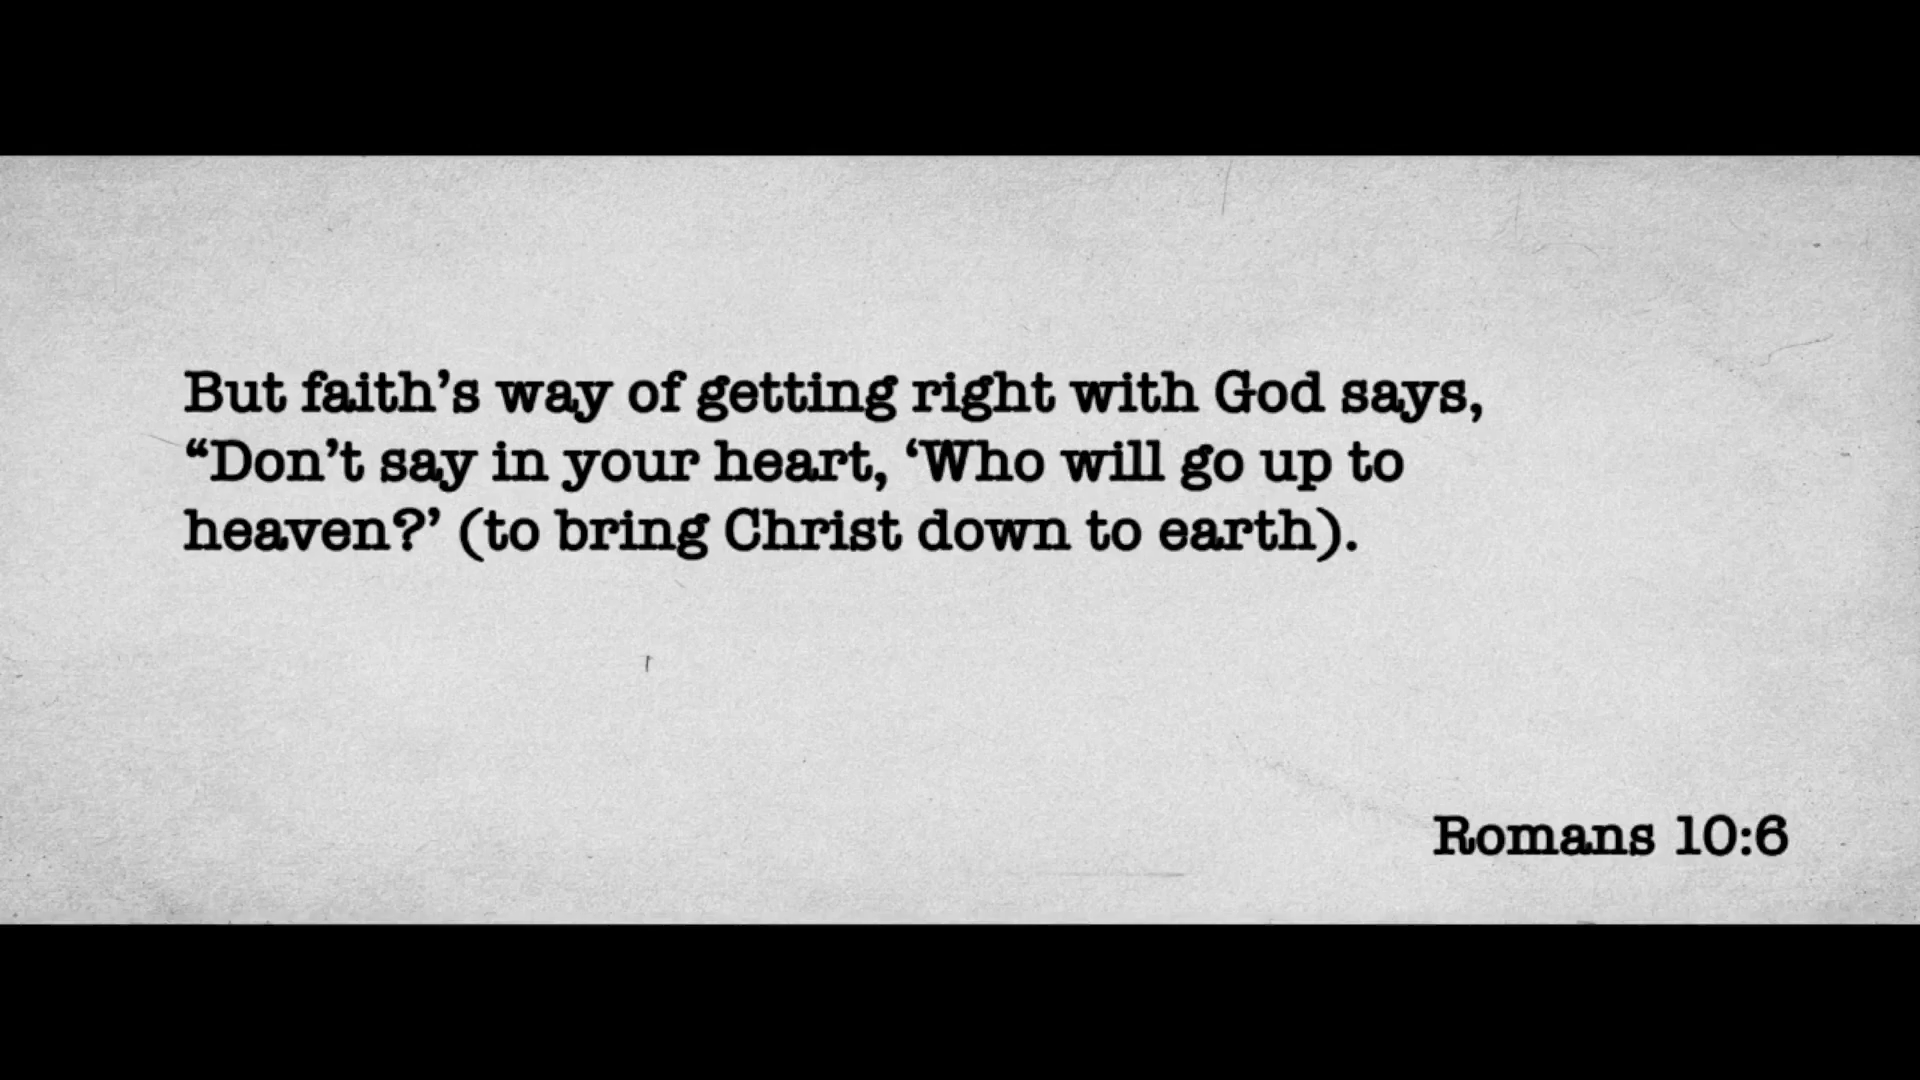 But faith’s way of getting right with God says,
“Don’t say in your heart, ‘Who will go up to
heaven?’ (to bring Christ down to earth).
Romans 10:6